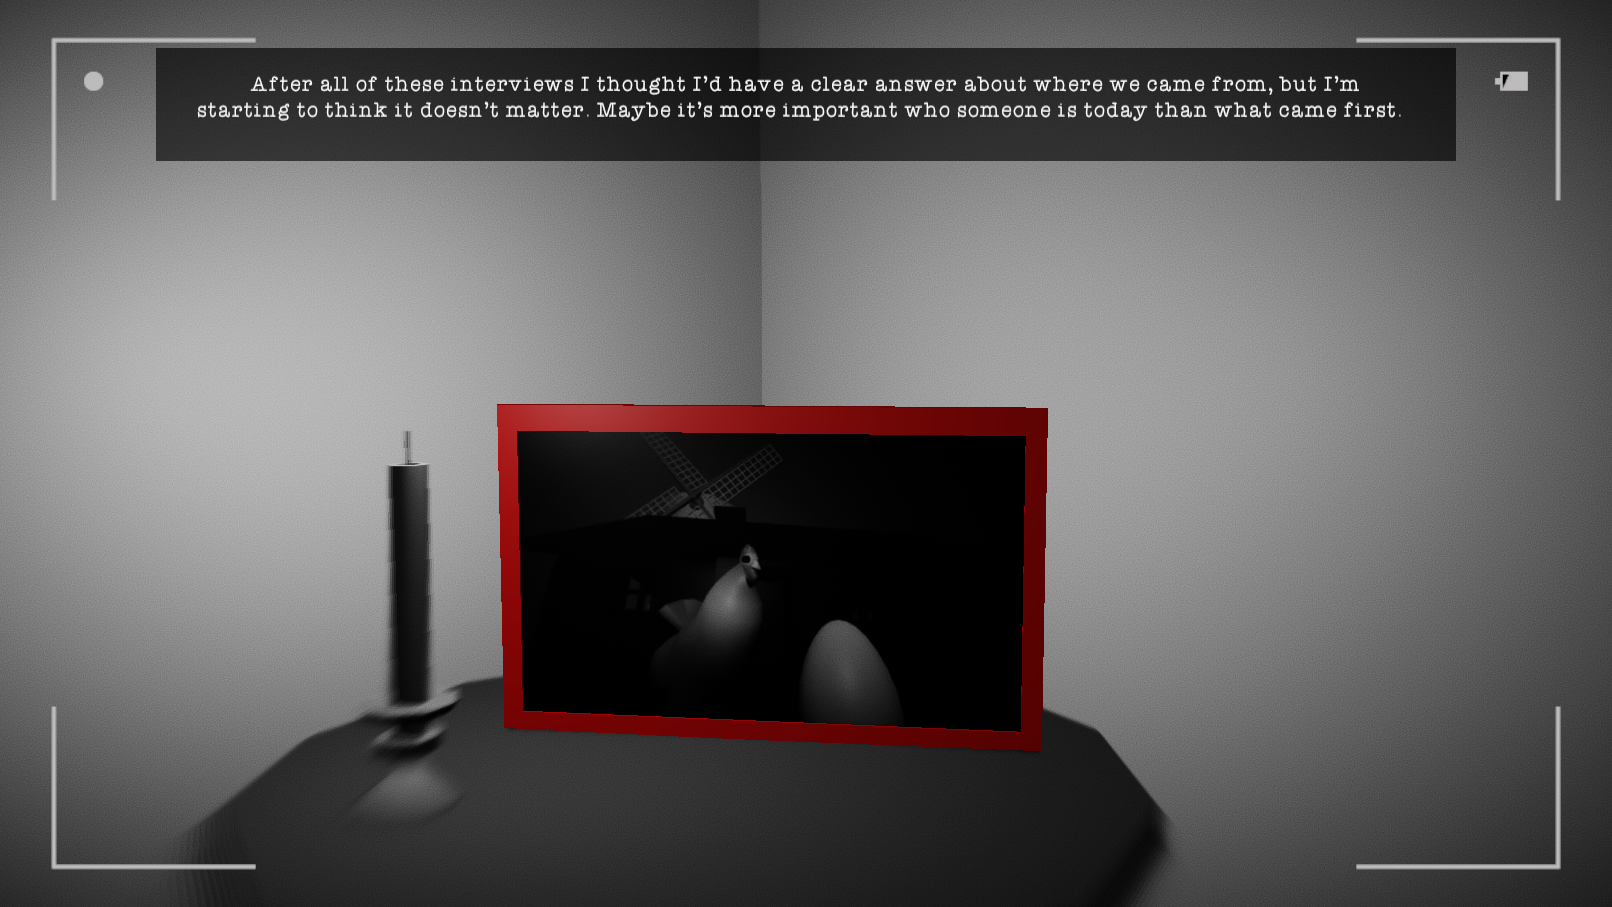 After all of these interviews I thought I'd have a clear answer about where we came from, but I'm
starting to think it doesn't matter. Maybe it's more important who someone is today than what came first.